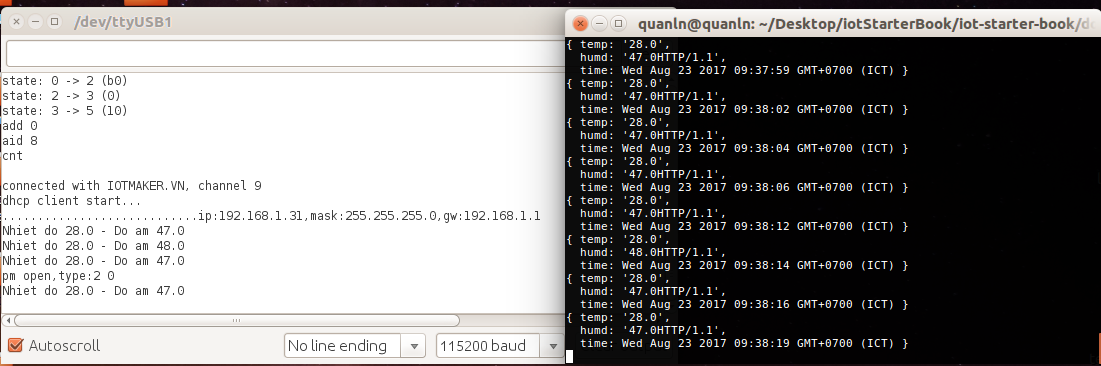 /dev/ttyUSB1
state: 0 -> 2 (b0)
state: 2 -> 3 (0)
state: 3 -> 5 (10)
add 0
aid 8
cnt
connected with IOTMAKER.VN, channel 9
dhcp client start...
............................ip:192.168.1.31,mask:255.255.255.0,gw:192.168.1.1
Nhiet do 28.0 - Do am 47.0
Nhiet do 28.0 - Do am 48.0
Nhiet do 28.0 - Do am 47.0
pm open,type:2 0
Nhiet do 28.0 - Do am 47.0
Autoscroll
No line ending
115200 baud
quanln@quanln: ~/Desktop/iotStarterBook/iot-starter-book/do
{ temp: '28.0',
humd: '47.0HTTP/1.1',
time: Wed Aug 23 2017 09:37:59 GMT+0700 (ICT) }
{ temp: '28.0',
humd: '47.0HTTP/1.1',
time: Wed Aug 23 2017 09:38:02 GMT+0700 (ICT) }
{ temp: '28.0',
humd: '47.0HTTP/1.1',
time: Wed Aug 23 2017 09:38:04 GMT+0700 (ICT) }
{ temp: '28.0',
humd: '47.0HTTP/1.1',
time: Wed Aug 23 2017 09:38:06 GMT+0700 (ICT) }
{ temp: '28.0',
humd: '47.0HTTP/1.1',
time: Wed Aug 23 2017 09:38:12 GMT+0700 (ICT) }
{ temp: '28.0',
humd: '48.0HTTP/1.1',
time: Wed Aug 23 2017 09:38:14 GMT+0700 (ICT) }
{ temp: '28.0',
humd: '47.0HTTP/1.1',
time: Wed Aug 23 2017 09:38:16 GMT+0700 (ICT) }
{ temp: '28.0',
humd: '47.0HTTP/1.1',
time: Wed Aug 23 2017 09:38:19 GMT+0700 (ICT) }